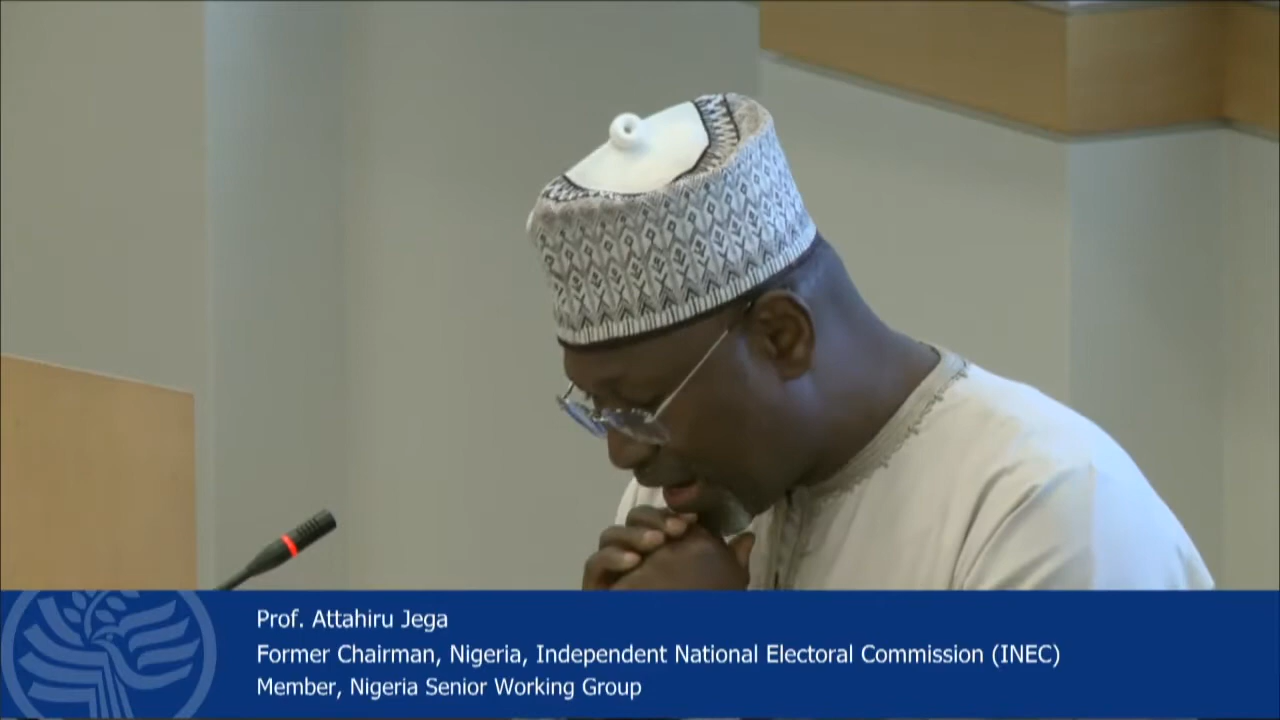 Prof. Attahiru Jega
Former Chairman, Nigeria, Independent National Electoral Commission (INEC)
Member, Nigeria Senior Working Group